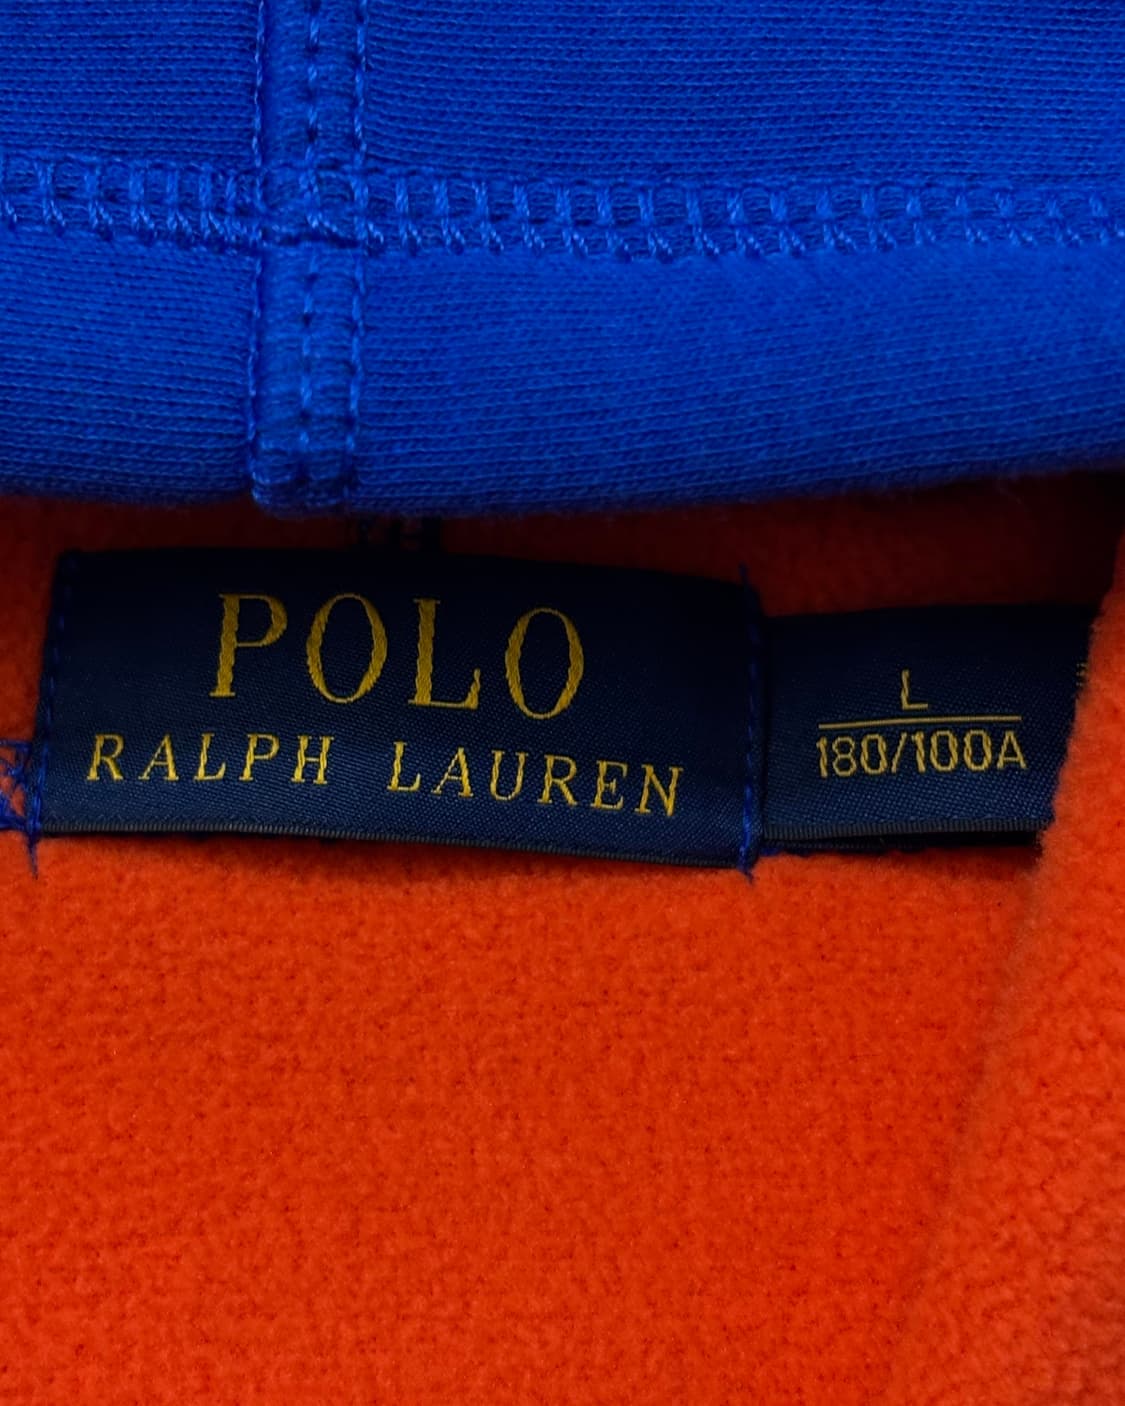 POLO
RALPH LAUREN
L
180/100A